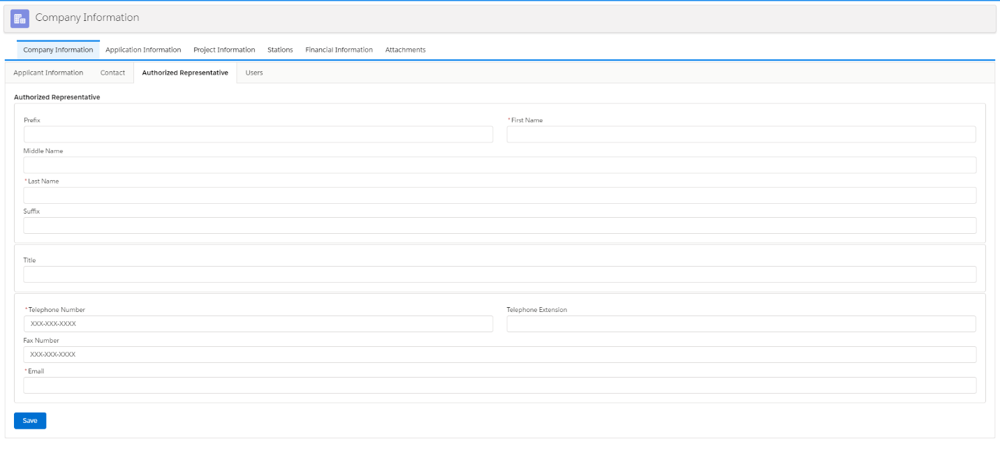 Company Information
Company Information Application Information Project Information Stations Financial Information Attachments
Applicant Information Contact Authorized Representative Users
Authorized Representative
Prefix * First Name
Middle Name
* Last Name
Suffix
Title
* Telephone Number Telephone Extension
XXX-XXX-XXXX
Fax Number
XXX-XXX-XXXX
* Email
Save